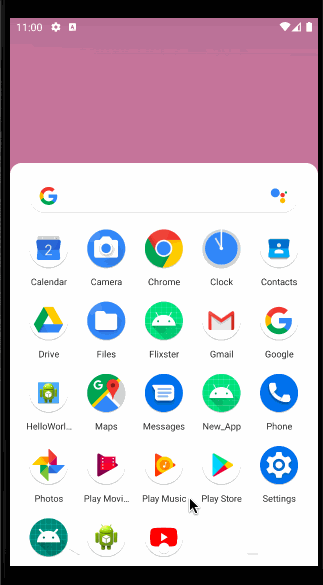 11:00
Calendar Camera Chrome Clock Contacts
Drive Files Flixster Gmail Google
HelloWorl... Maps Messages New_App Phone
Photos Play Movi... Play Music Play Store Settings